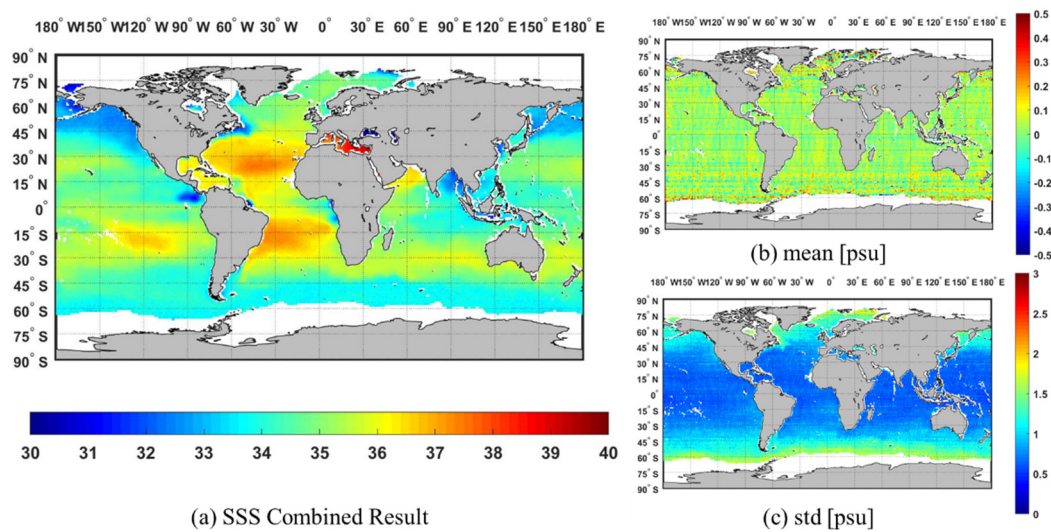 180° W W 120° W 90° W 60° W 30° W 0° E 30° E 60° E 90° E 120° E E 180° E
90° N
75° N
60° N
45° N
30° N
15° N
0° N
15° S
30° S
45° S
60° S
75° S
90° S
30 31 32 33 34 35 36 37 38 39 40
(a) SSS Combined Result
180° W 150° W 120° W 90° W 60° W 30° W 0° E 30° E 60° E 90° E 120° E 150° E 180° E
90° N
75° N
60° N
45° N
30° N
15° N
0° N
15° S
30° S
45° S
60° S
75° S
90° S
0.5
0.4
0.3
0.2
0.1
0
-0.1
-0.2
-0.3
-0.4
-0.5
(b) mean [psu]
180° W 150° W 120° W 90° W 60° W 30° W 0° E 30° E 60° E 90° E 120° E 150° E 180° E
90° N
75° N
60° N
45° N
30° N
15° N
0° N
15° S
30° S
45° S
60° S
75° S
90° S
3
2.5
2
1.5
1
0.5
0
(c) std [psu]